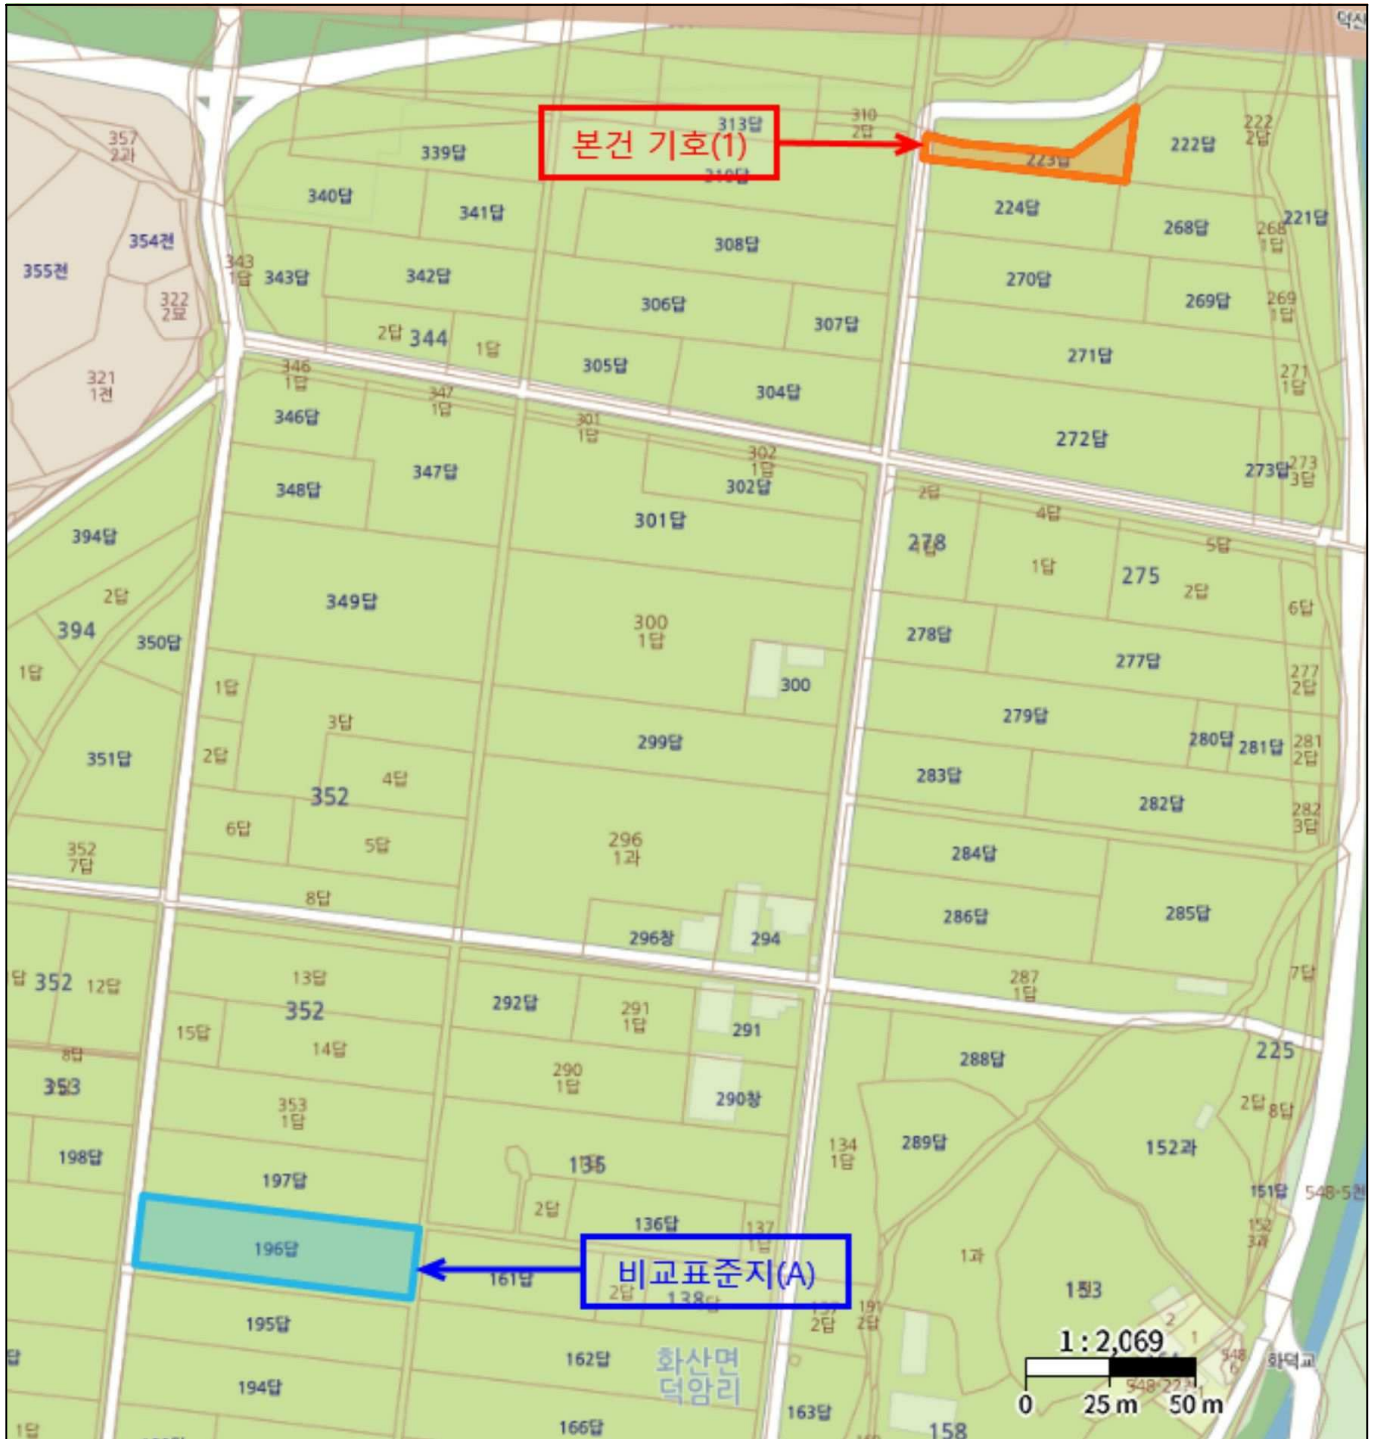 덕산
357
2과
339답
본건 기호(1)
313답
310
2답
310답
223답
222답
222
2답
340답
341답
308답
224답
268답
268
1답
221답
354전
355전
343
1답
343답
342답
322
2묘
306답
307답
270답
269답
269
1답
2답
344
1답
305답
304답
271답
271
1답
321
1전
346
1답
346답
347
1답
301
1답
272답
347답
302
1답
302답
273답
273
3답
348답
301답
2답
4답
394답
278
5답
1답
275
2답
2답
349답
300
1답
6답
394
350답
278답
277답
277
2답
1답
1답
300
3답
279답
299답
280답
281답
281
2답
351답
2답
4답
283답
352
282답
282
3답
6답
5답
296
1과
352
7답
284답
8답
286답
285답
296창
294
답
352
12답
13답
287
1답
7답
352
292답
291
1답
15답
291
14답
225
8답
288답
353
290
1답
290창
353
1답
2답
8답
134
1답
289답
152과
198답
135
197답
151답
548-5천
2답
136답
137
1답
152
3과
196답
비교표준지(A)
1과
161답
2답
138답
153
137
2답
191
2답
195답
1:2,069
2
1
162답
화산면
덕암리
548
6
화덕교
194답
답
548-22
0
25 m
50 m
163답
166답
158
1답